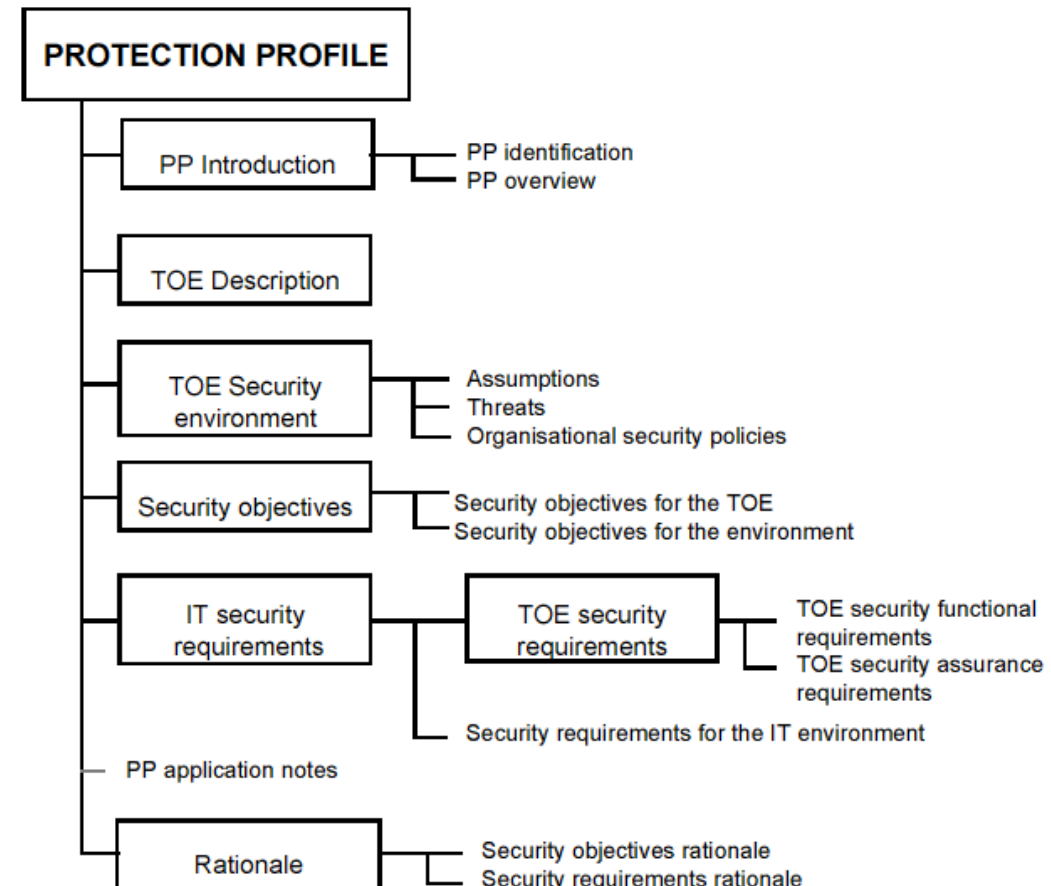 PROTECTION PROFILE
PP Introduction
PP identification
PP overview
TOE Description
TOE Security
environment
Assumptions
Threats
Organisational security policies
Security objectives
Security objectives for the TOE
Security objectives for the environment
IT security
requirements
TOE security
requirements
TOE security functional
requirements
TOE security assurance
requirements
Security requirements for the IT environment
PP application notes
Rationale
Security objectives rationale
Security requirements rationale